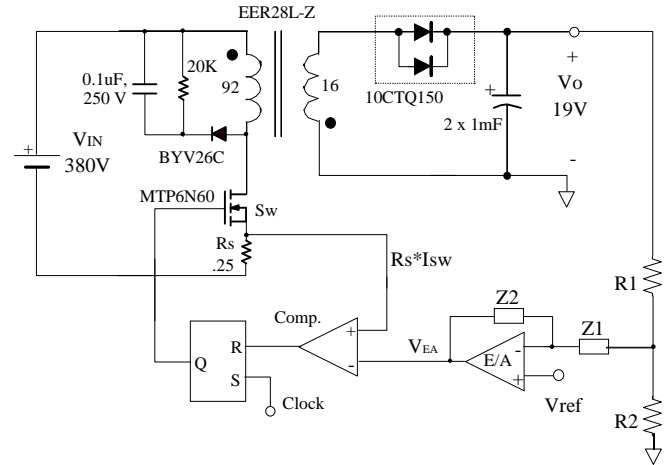 EER28L-Z
0.1uF,
250 V
20K
92
16
10CTQ150
BYV26C
VIN
380V
+
2 x 1mF
+
+
Vo
19V
-
MTP6N60
Sw
Rs
.25
Rs*Isw
R1
Comp.
+
-
Q
R
S
Clock
VEA
Z2
Z1
E/A
-
+
Vref
R2